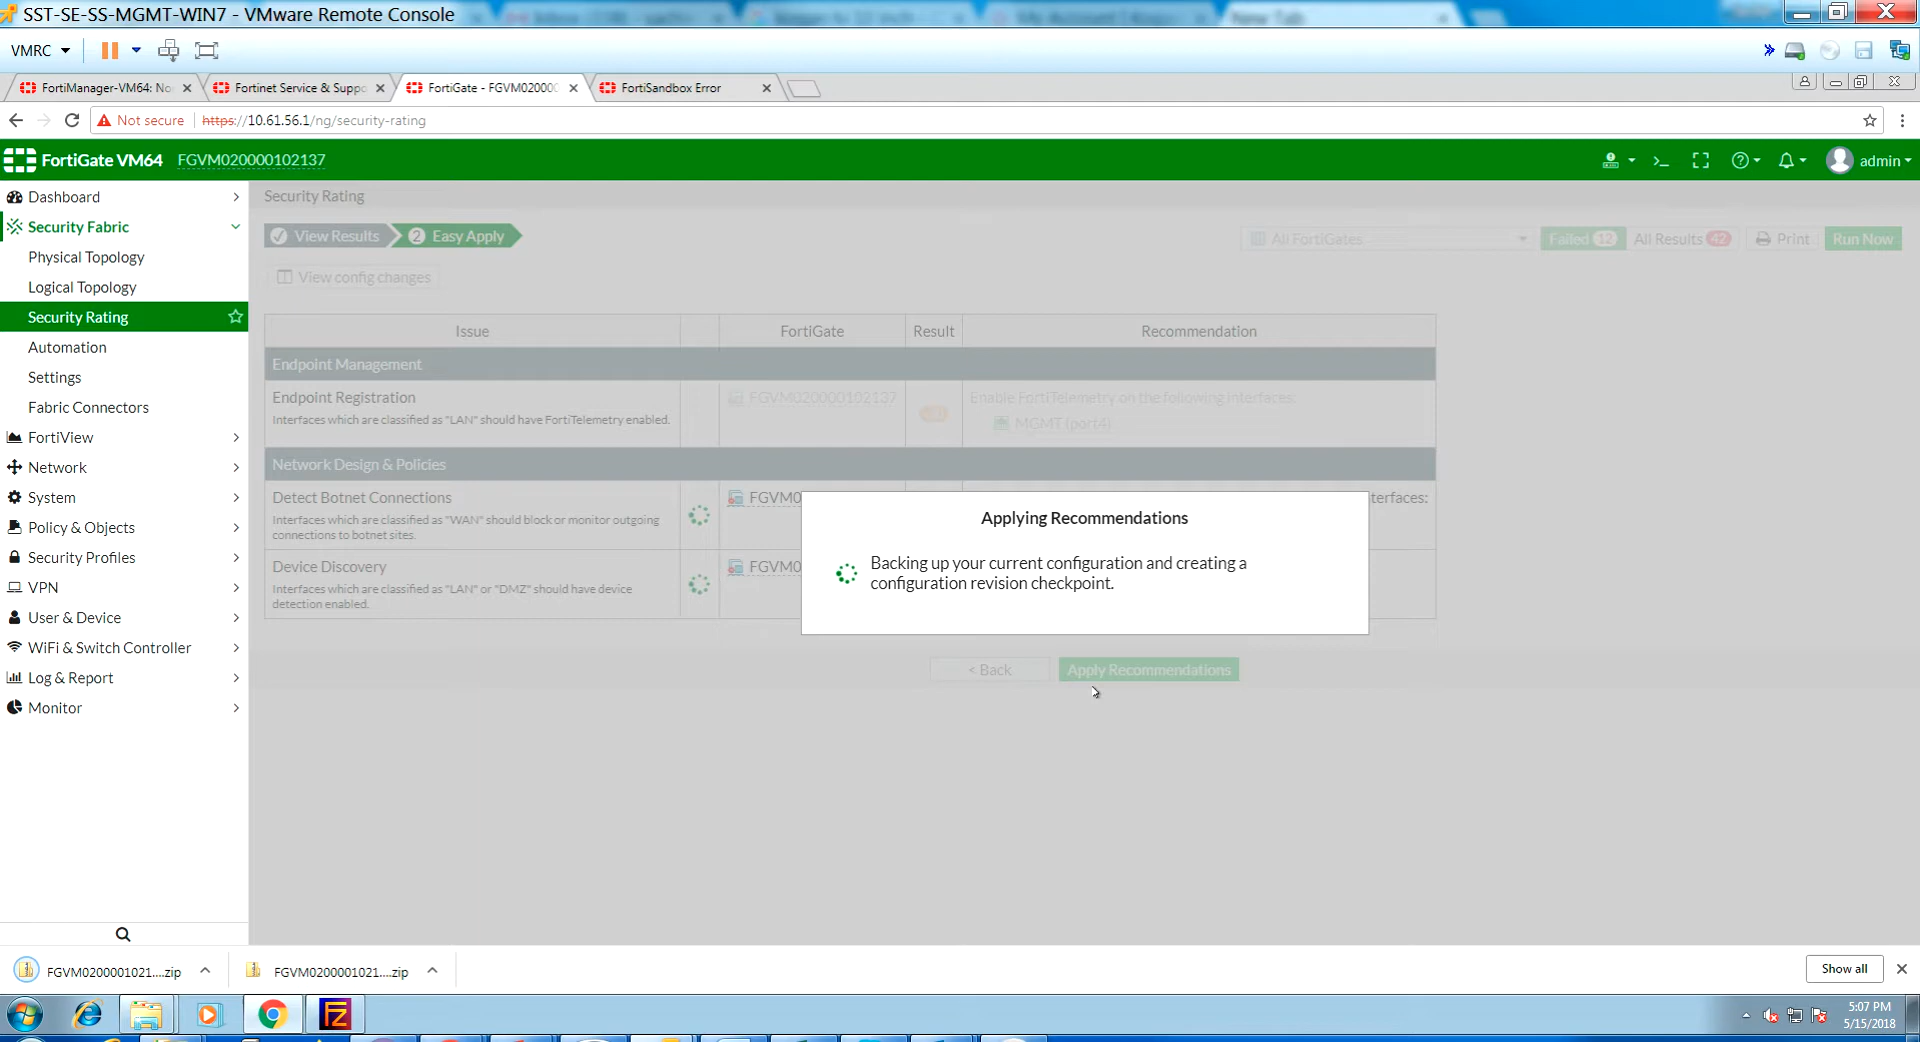 SST-SE-SS-MGMT-WIN7 - VMware Remote Console
VMRC
FortiManager-VM64: No
Fortinet Service & Suppo
FortiGate - FGVM02000
FortiSandbox Error
Not secure
https://10.61.56.1/ng/security-rating
FortiGate VM64
FGVM020000102137
admin
Dashboard
Security Fabric
Physical Topology
Logical Topology
Security Rating
Automation
Settings
Fabric Connectors
FortiView
Network
System
Policy & Objects
Security Profiles
VPN
User & Device
WiFi & Switch Controller
Log & Report
Monitor
Security Rating
View Results
2 Easy Apply
All FortiGates
Failed 12
All Results 42
Print
Run Now
View config changes
Issue
FortiGate
Result
Recommendation
Endpoint Management
Endpoint Registration
Interfaces which are classified as "LAN" should have FortiTelemetry enabled.
FGVM020000102137
Enable FortiTelemetry on the following interfaces:
MGMT (port4)
Network Design & Policies
Detect Botnet Connections
Interfaces which are classified as "WAN" should block or monitor outgoing
connections to botnet sites.
FGVM0
terfaces:
Device Discovery
Interfaces which are classified as "LAN" or "DMZ" should have device
detection enabled.
FGVM0
Applying Recommendations
Backing up your current configuration and creating a
configuration revision checkpoint.
< Back
Apply Recommendations
FGVM0200001021....zip
FGVM0200001021....zip
Show all
5:07 PM
5/15/2018